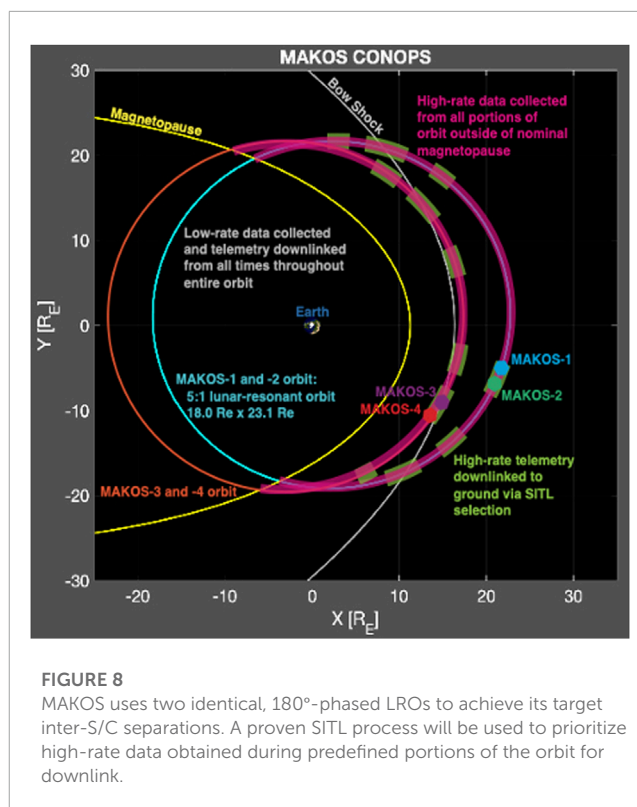 MAKOS CONOPS
30
20
10
0
-10
-20
-30
Y [RE]
-20
-10
0
10
20
30
X [RE]
Magnetopause
Bow Shock
High-rate data collected
from all portions of
orbit outside of nominal
magnetopause
Low-rate data collected
and telemetry downlinked
from all times throughout
entire orbit
Earth
MAKOS-1 and -2 orbit:
5:1 lunar-resonant orbit
18.0 Re x 23.1 Re
MAKOS-1
MAKOS-2
MAKOS-3
MAKOS-4
MAKOS-3 and -4 orbit
High-rate telemetry
downlinked to
ground via SITL
selection
FIGURE 8
MAKOS uses two identical, 180°-phased LROs to achieve its target
inter-S/C separations. A proven SITL process will be used to prioritize
high-rate data obtained during predefined portions of the orbit for
downlink.